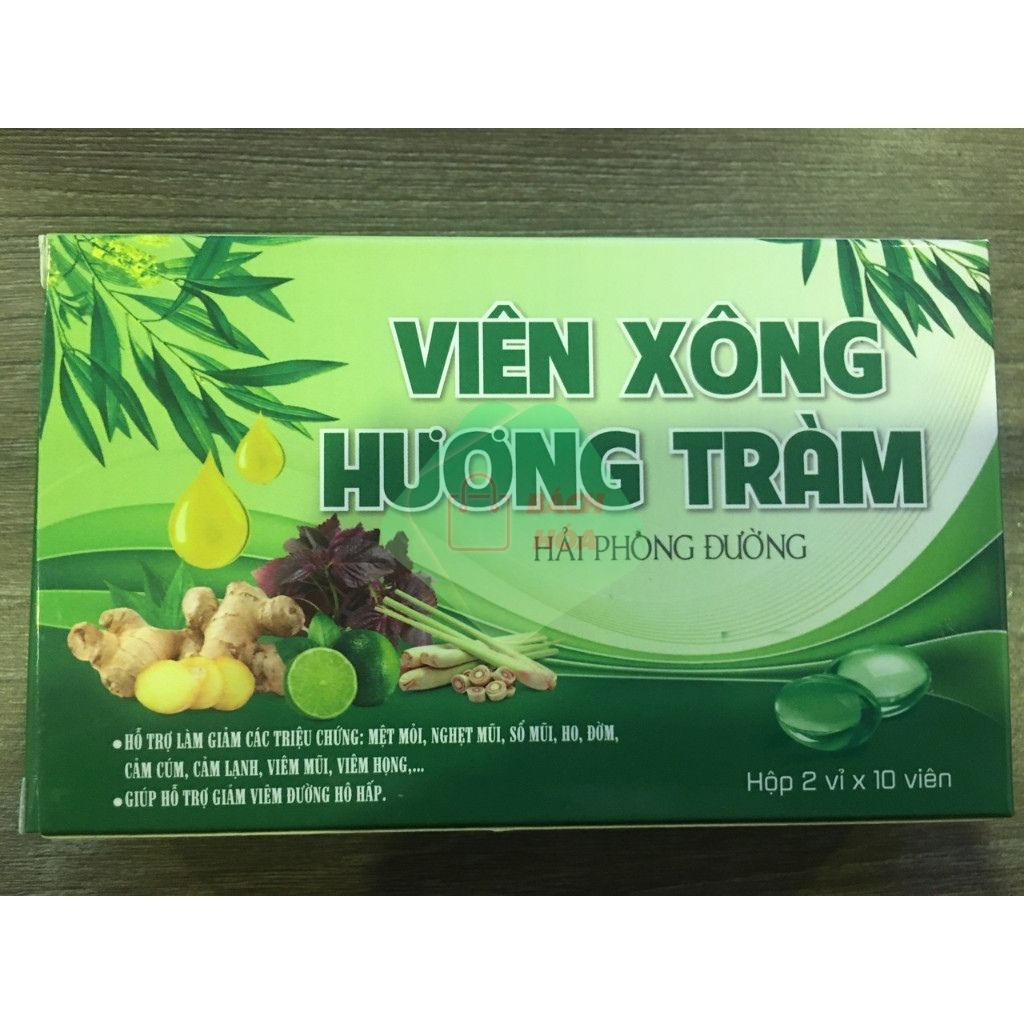 VIÊN XÔNG
HƯƠNG TRÀM
BÁCH
HÓA
HẢI PHÒNG ĐƯỜNG
• HỖ TRỢ LÀM GIẢM CÁC TRIỆU CHỨNG: MỆT MỎI, NGHẸT MŨI, SỔ MŨI, HO, ĐỜM,
CẢM CÚM, CẢM LẠNH, VIÊM MŨI, VIÊM HỌNG,...
• GIÚP HỖ TRỢ GIẢM VIÊM ĐƯỜNG HÔ HẤP.
Hộp 2 vỉ x 10 viên